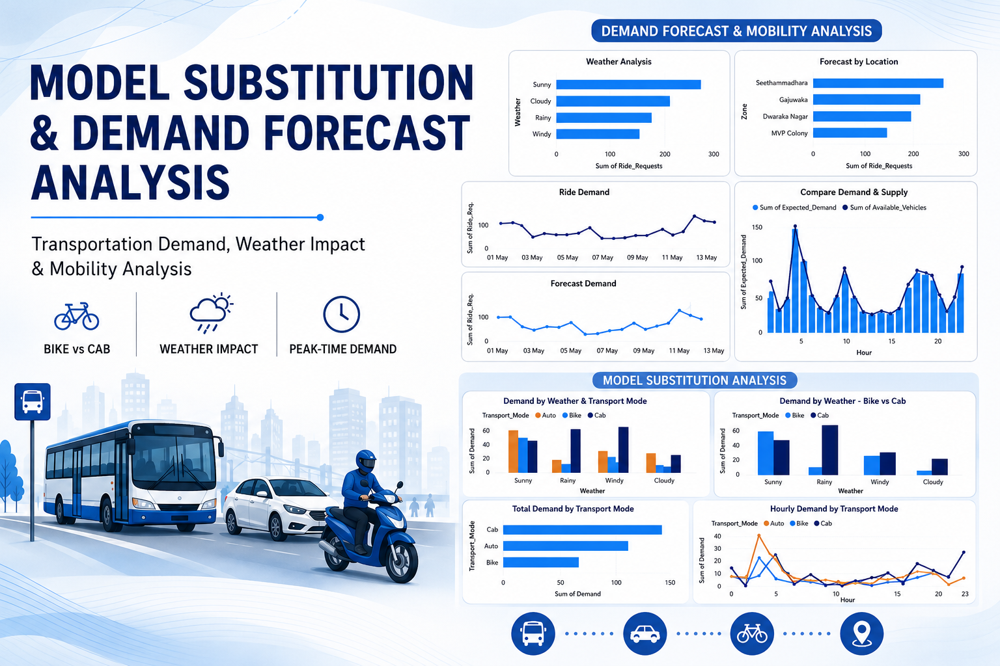 MODEL SUBSTITUTION
& DEMAND FORECAST
ANALYSIS
Transportation Demand, Weather Impact
& Mobility Analysis
BIKE vs CAB
WEATHER IMPACT
PEAK-TIME DEMAND
DEMAND FORECAST & MOBILITY ANALYSIS
Weather Analysis
Weather
Sunny
Cloudy
Rainy
Windy
0 100 200 300
Sum of Ride_Requests
Forecast by Location
Zone
Seethammadhara
Gajuwaka
Dwaraka Nagar
MVP Colony
0 100 200 300
Sum of Ride_Requests
Ride Demand
Sum of Ride_Req.
100
0
01 May 03 May 05 May 07 May 09 May 11 May 13 May
Forecast Demand
Sum of Ride_Req.
100
0
01 May 03 May 05 May 07 May 09 May 11 May 13 May
Compare Demand & Supply
Sum of Expected_Demand Sum of Available_Vehicles
Sum of Expected_Demand
150
100
50
0
5 10 15 20
Hour
MODEL SUBSTITUTION ANALYSIS
Demand by Weather & Transport Mode
Transport_Mode Auto Bike Cab
Sum of Demand
60
40
20
0
Sunny Rainy Windy Cloudy
Weather
Demand by Weather - Bike vs Cab
Transport_Mode Bike Cab
Sum of Demand
60
40
20
0
Sunny Rainy Windy Cloudy
Weather
Total Demand by Transport Mode
Transport_Mode
Cab
Auto
Bike
0 50 100 150
Sum of Demand
Hourly Demand by Transport Mode
Transport_Mode Auto Bike Cab
Sum of Demand
40
30
20
10
0
0 5 10 15 20 23
Hour